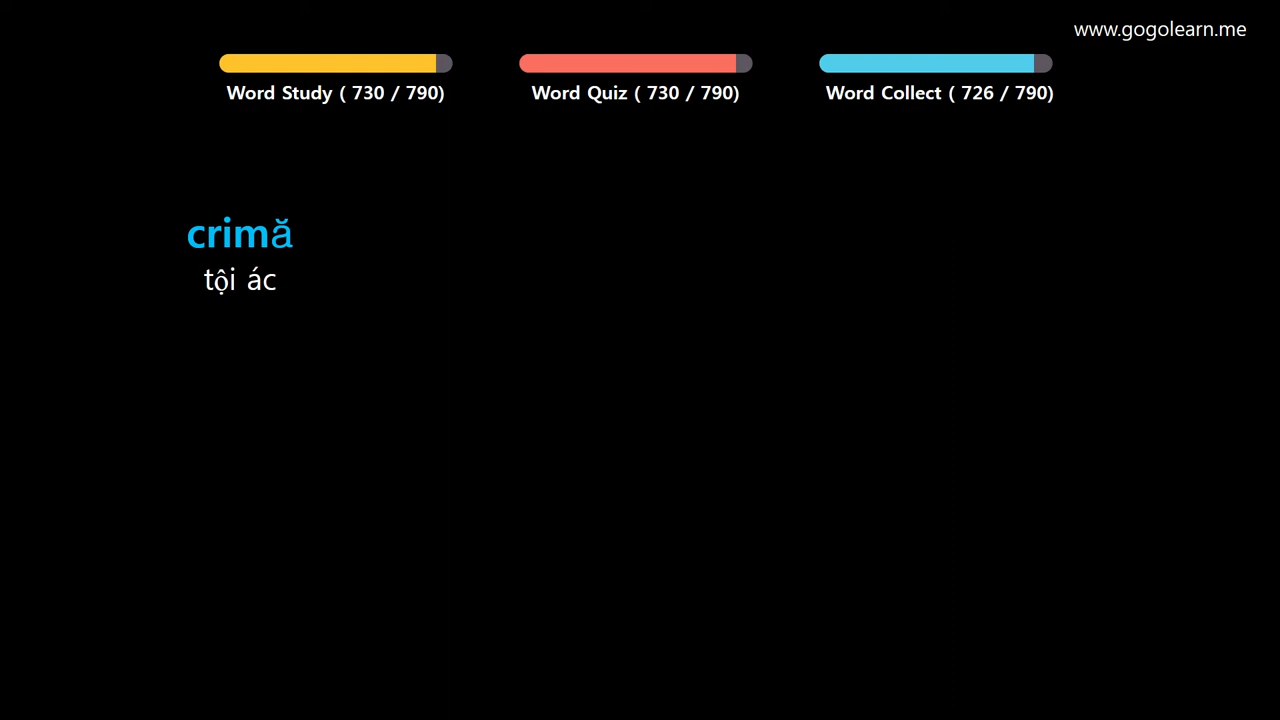 www.gogolearn.me
Word Study ( 730 / 790)
Word Quiz ( 730 / 790)
Word Collect ( 726 / 790)
crimă
tội ác